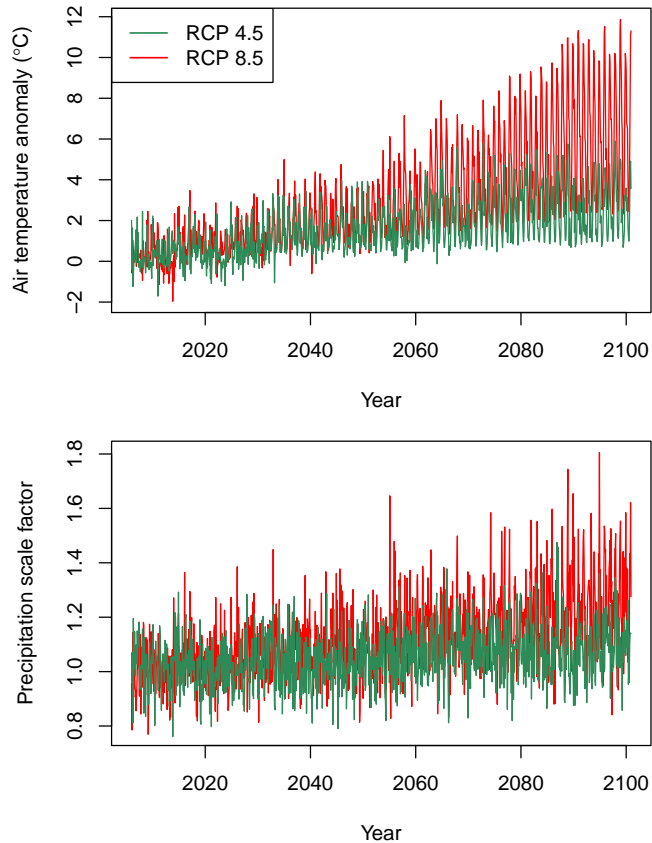 Air temperature anomaly (°C)
12
10
8
6
4
2
0
−2
RCP 4.5
RCP 8.5
2020 2040 2060 2080 2100
Year
Precipitation scale factor
1.8
1.6
1.4
1.2
1.0
0.8
2020 2040 2060 2080 2100
Year